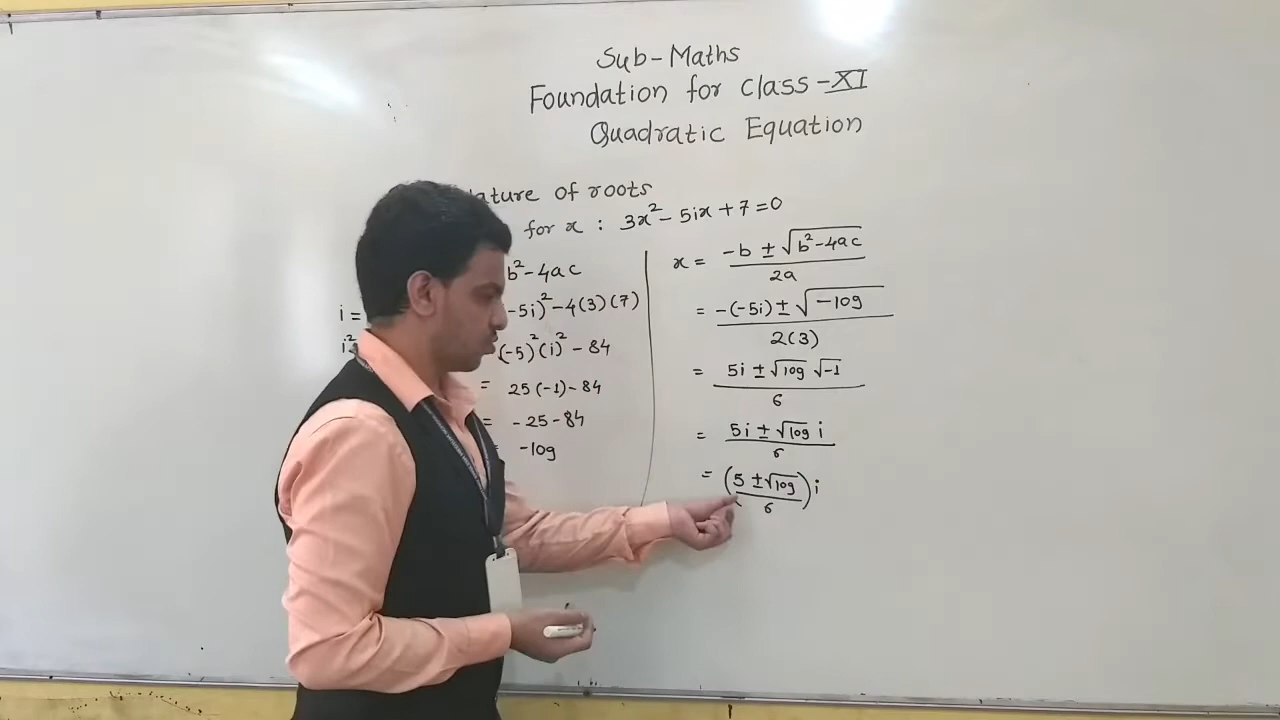 Sub-Maths
Foundation for class-XI
Quadratic Equation
ature of roots
for x : 3x² - 5ix + 7 = 0
b² - 4ac
-5i)² - 4(3)(7)
(-5)² (i)² - 84
= 25(-1) - 84
= - 25 - 84
= -109
i =
i²
x = -b ± √b² - 4ac / 2a
= -(-5i) ± √-109 / 2(3)
= 5i ± √109 √-1 / 6
= 5i ± √109 i / 6
= (5 ± √109 / 6) i